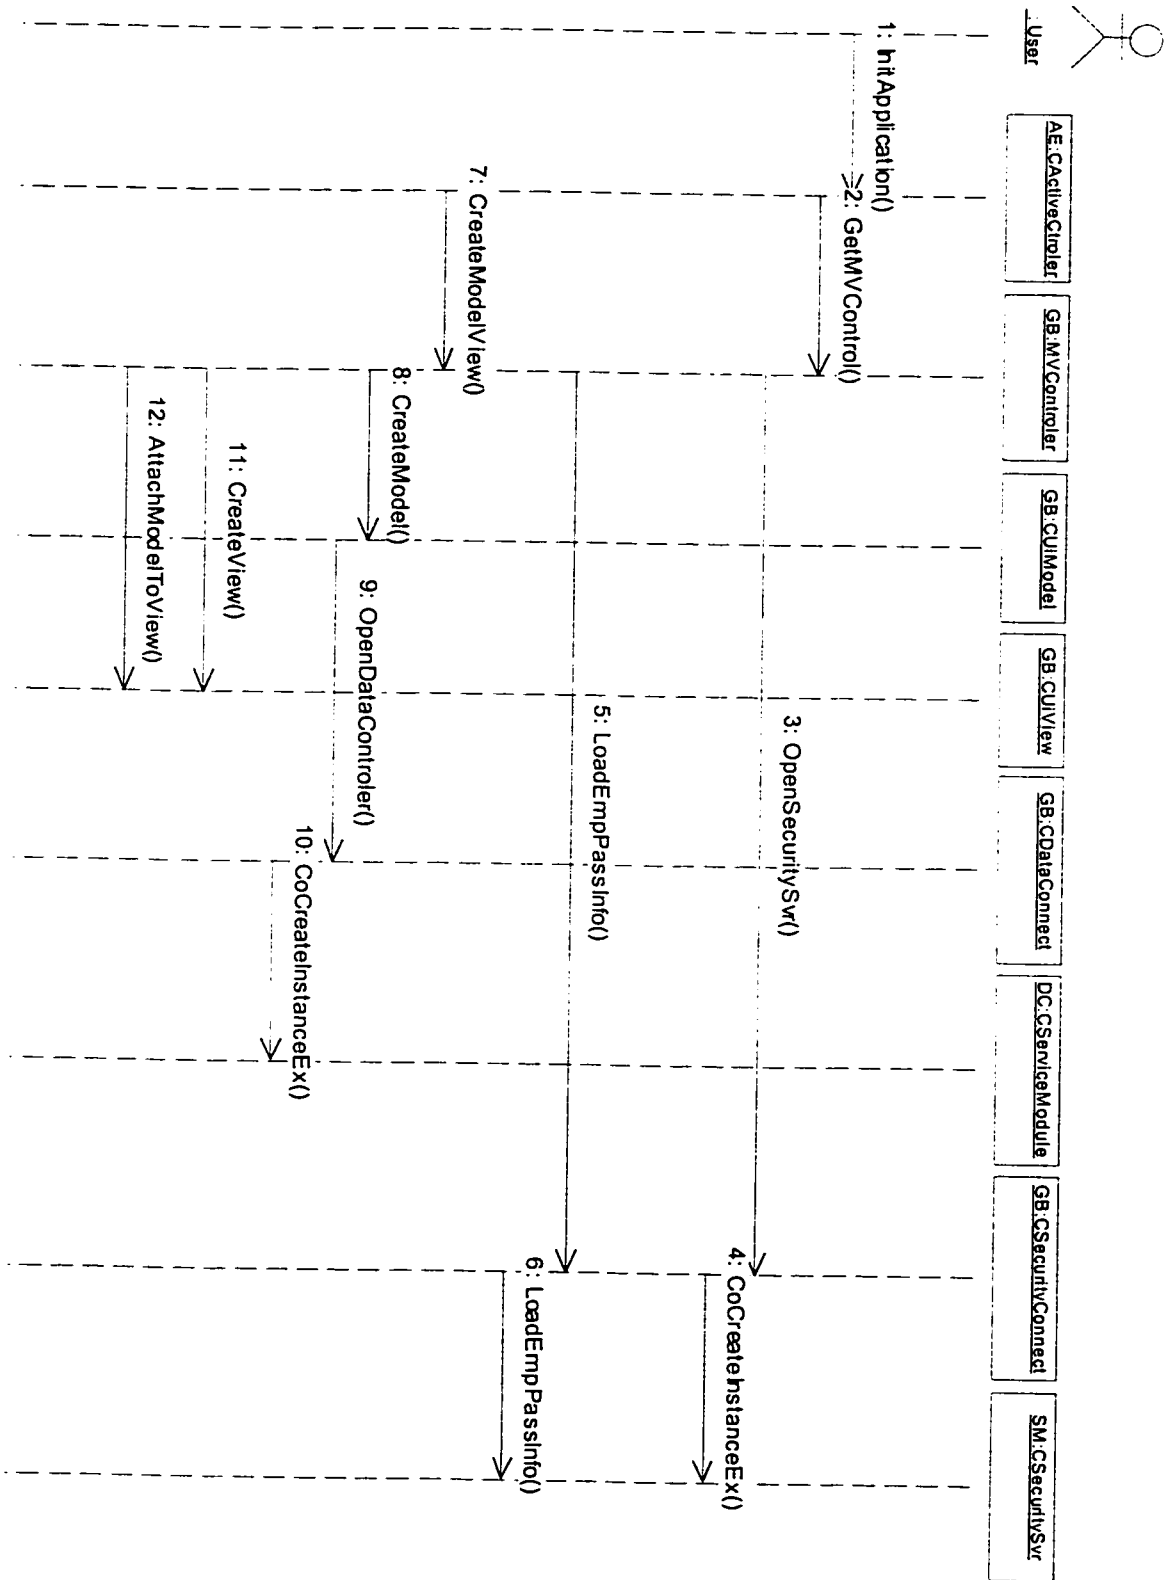 : User
AE:CActiveCtroler
GB:MVControler
GB:CUIModel
GB:CUIView
GB:CDataConnect
DC:CServiceModule
GB:CSecurityConnect
SM:CSecuritySvr
1: InitApplication()
2: GetMVControl()
3: OpenSecuritySvr()
4: CoCreateInstanceEx()
5: LoadEmpPassInfo()
6: LoadEmpPassInfo()
7: CreateModelView()
8: CreateModel()
9: OpenDataControler()
10: CoCreateInstanceEx()
11: CreateView()
12: AttachModelToView()